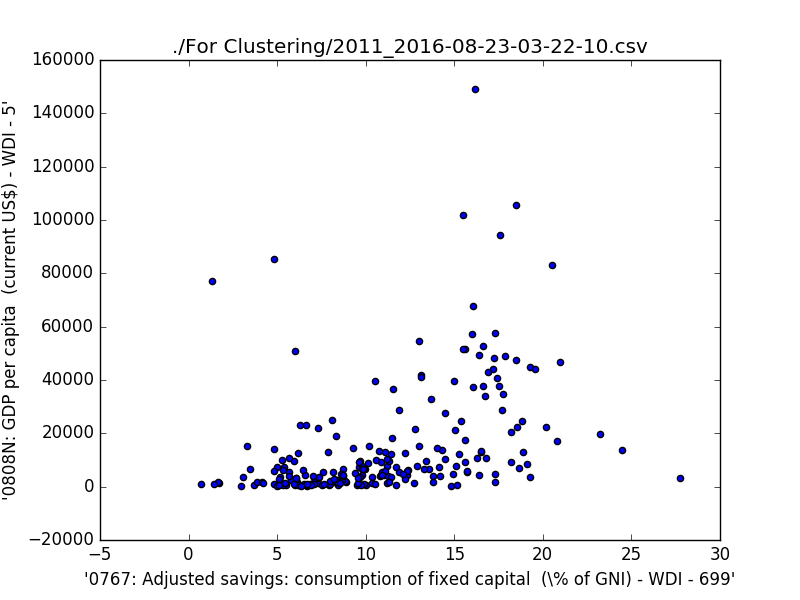 ./For Clustering/2011_2016-08-23-03-22-10.csv
160000
140000
120000
100000
80000
60000
40000
20000
0
−20000
'0808N: GDP per capita  (current US$) - WDI - 5'
−5 0 5 10 15 20 25 30
'0767: Adjusted savings: consumption of fixed capital  (\% of GNI) - WDI - 699'